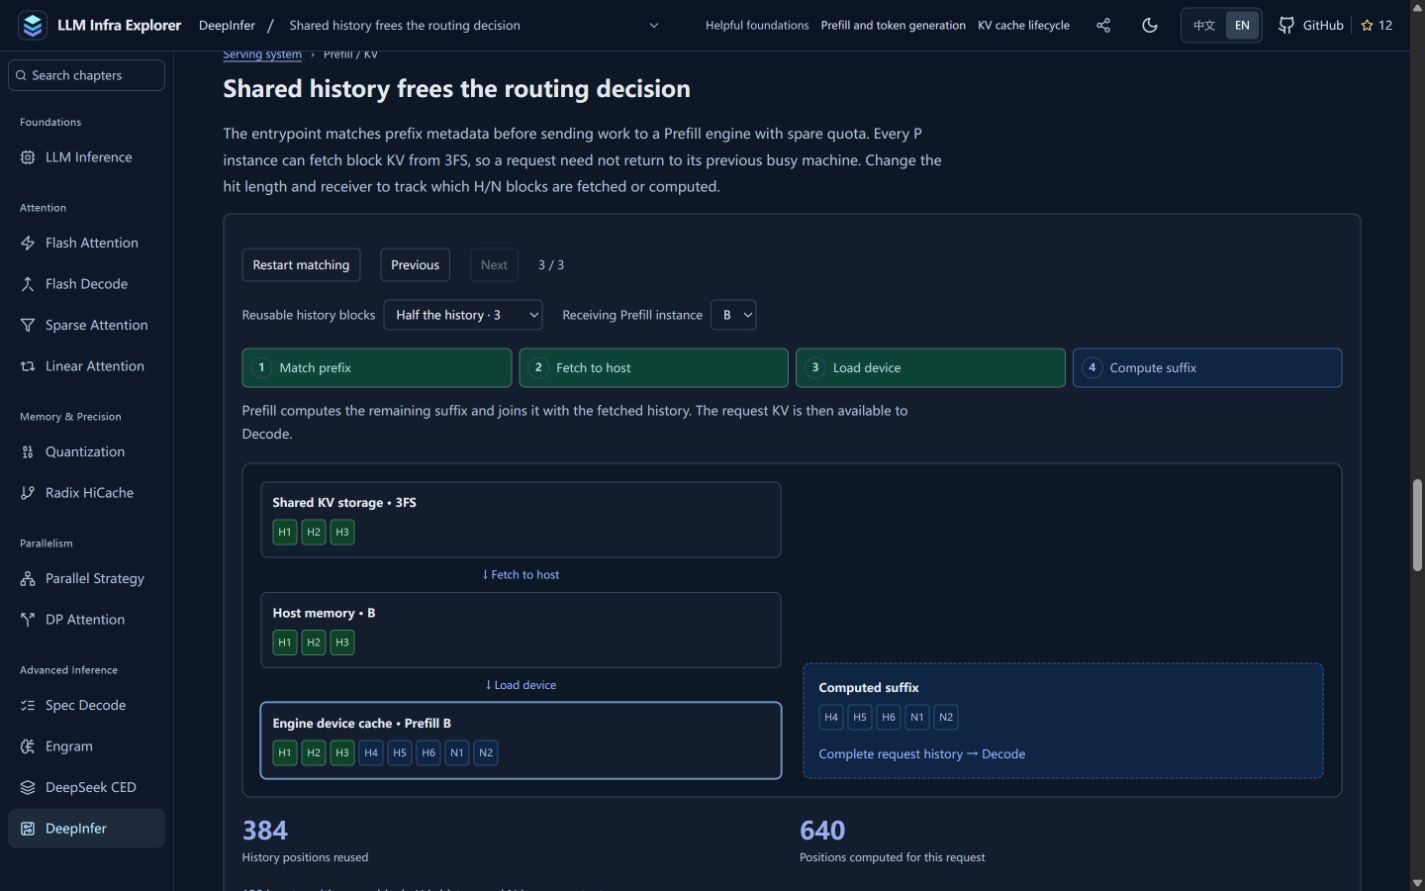 LLM Infra Explorer
DeepInfer / Shared history frees the routing decision
Helpful foundations Prefill and token generation KV cache lifecycle
中文 EN
GitHub
12
Search chapters
Foundations
LLM Inference
Attention
Flash Attention
Flash Decode
Sparse Attention
Linear Attention
Memory & Precision
Quantization
Radix HiCache
Parallelism
Parallel Strategy
DP Attention
Advanced Inference
Spec Decode
Engram
DeepSeek CED
DeepInfer
Serving system › Prefill / KV
Shared history frees the routing decision
The entrypoint matches prefix metadata before sending work to a Prefill engine with spare quota. Every P
instance can fetch block KV from 3FS, so a request need not return to its previous busy machine. Change the
hit length and receiver to track which H/N blocks are fetched or computed.
Restart matching Previous Next 3 / 3
Reusable history blocks Half the history · 3 Receiving Prefill instance B
1 Match prefix 2 Fetch to host 3 Load device 4 Compute suffix
Prefill computes the remaining suffix and joins it with the fetched history. The request KV is then available to
Decode.
Shared KV storage • 3FS
H1 H2 H3
↓ Fetch to host
Host memory • B
H1 H2 H3
↓ Load device
Engine device cache • Prefill B
H1 H2 H3 H4 H5 H6 N1 N2
Computed suffix
H4 H5 H6 N1 N2
Complete request history → Decode
384
History positions reused
640
Positions computed for this request